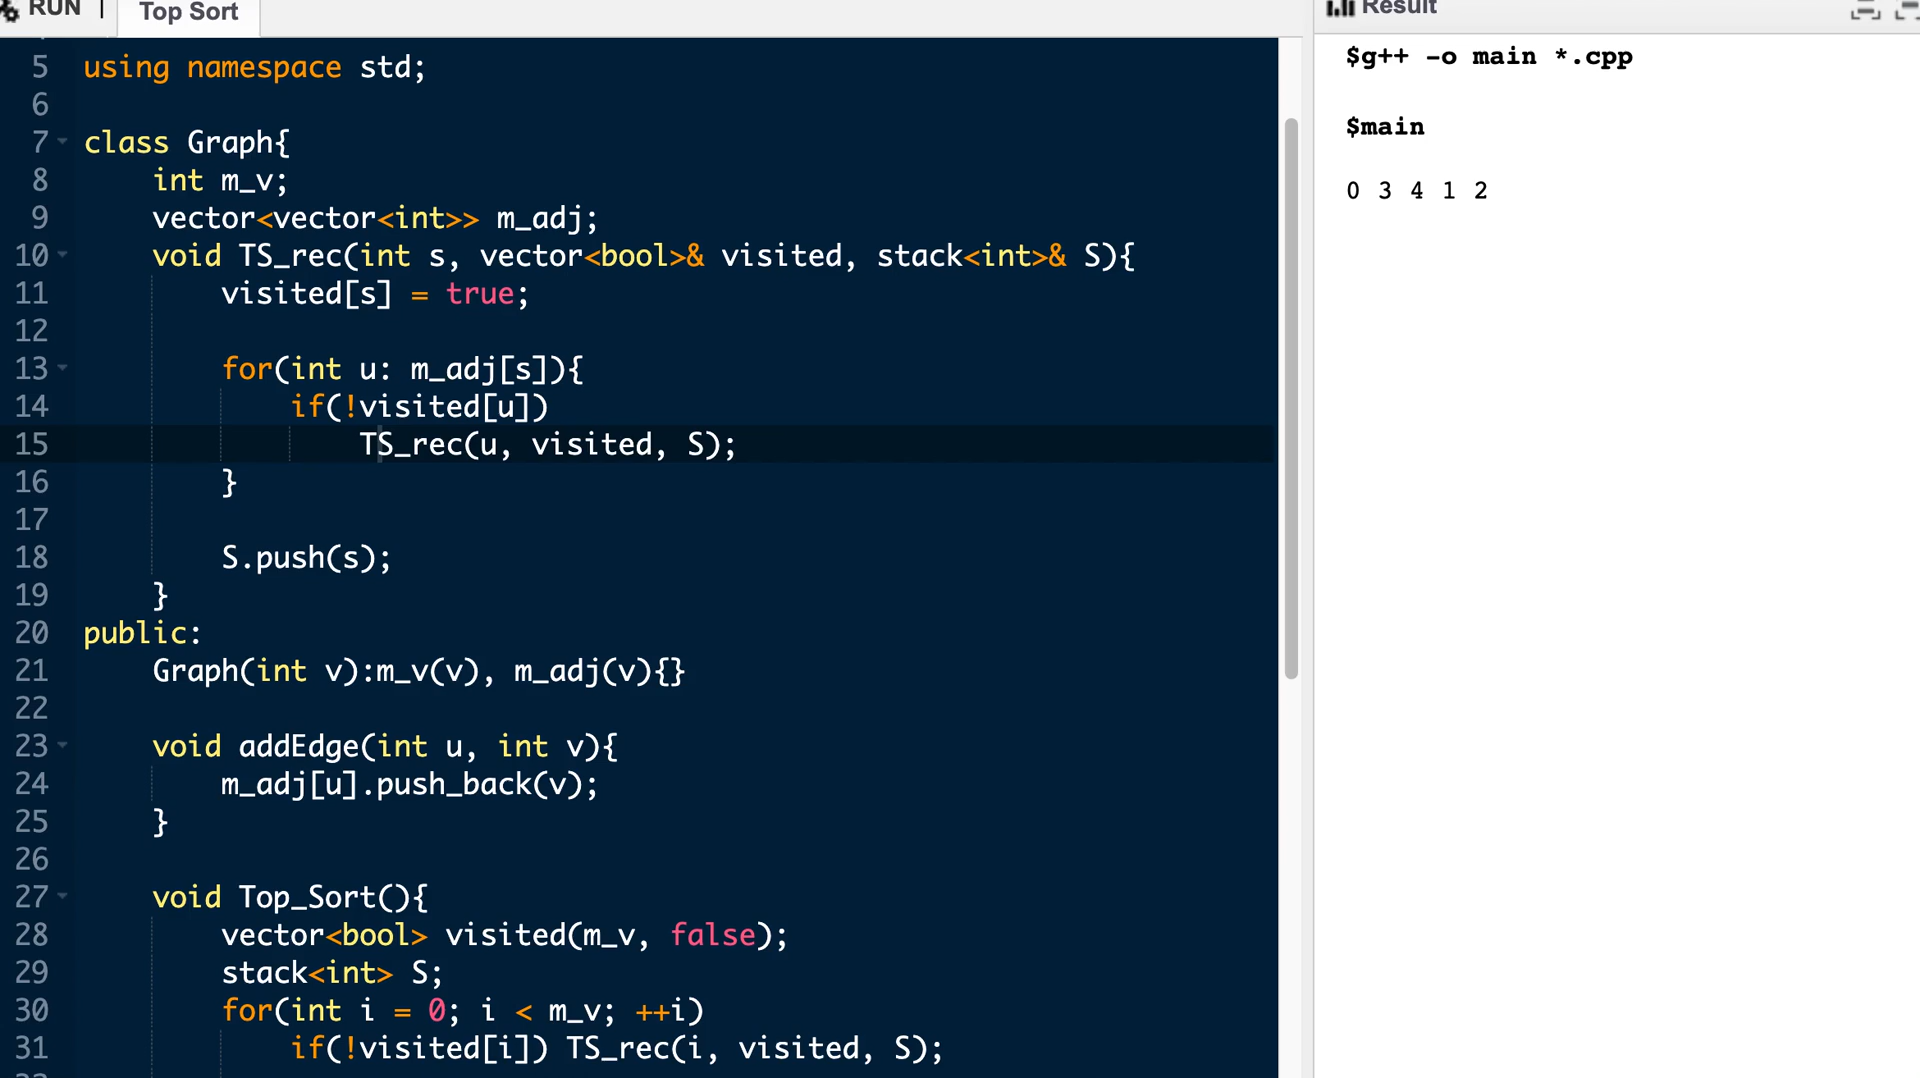 RUN | Top Sort
5 using namespace std;
6
7 class Graph{
8 int m_v;
9 vector<vector<int>> m_adj;
10 void TS_rec(int s, vector<bool>& visited, stack<int>& S){
11 visited[s] = true;
12
13 for(int u: m_adj[s]){
14 if(!visited[u])
15 TS_rec(u, visited, S);
16 }
17
18 S.push(s);
19 }
20 public:
21 Graph(int v):m_v(v), m_adj(v){}
22
23 void addEdge(int u, int v){
24 m_adj[u].push_back(v);
25 }
26
27 void Top_Sort(){
28 vector<bool> visited(m_v, false);
29 stack<int> S;
30 for(int i = 0; i < m_v; ++i)
31 if(!visited[i]) TS_rec(i, visited, S);
Result
$g++ -o main *.cpp
$main
0 3 4 1 2